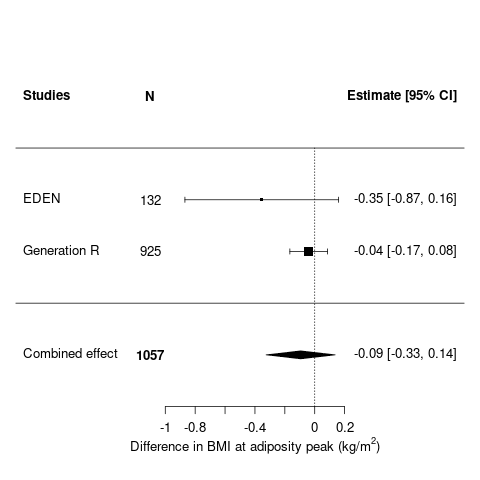 Studies N Estimate [95% CI]
EDEN 132 -0.35 [-0.87, 0.16]
Generation R 925 -0.04 [-0.17, 0.08]
Combined effect 1057 -0.09 [-0.33, 0.14]
-1 -0.8 -0.4 0 0.2
Difference in BMI at adiposity peak (kg/m²)